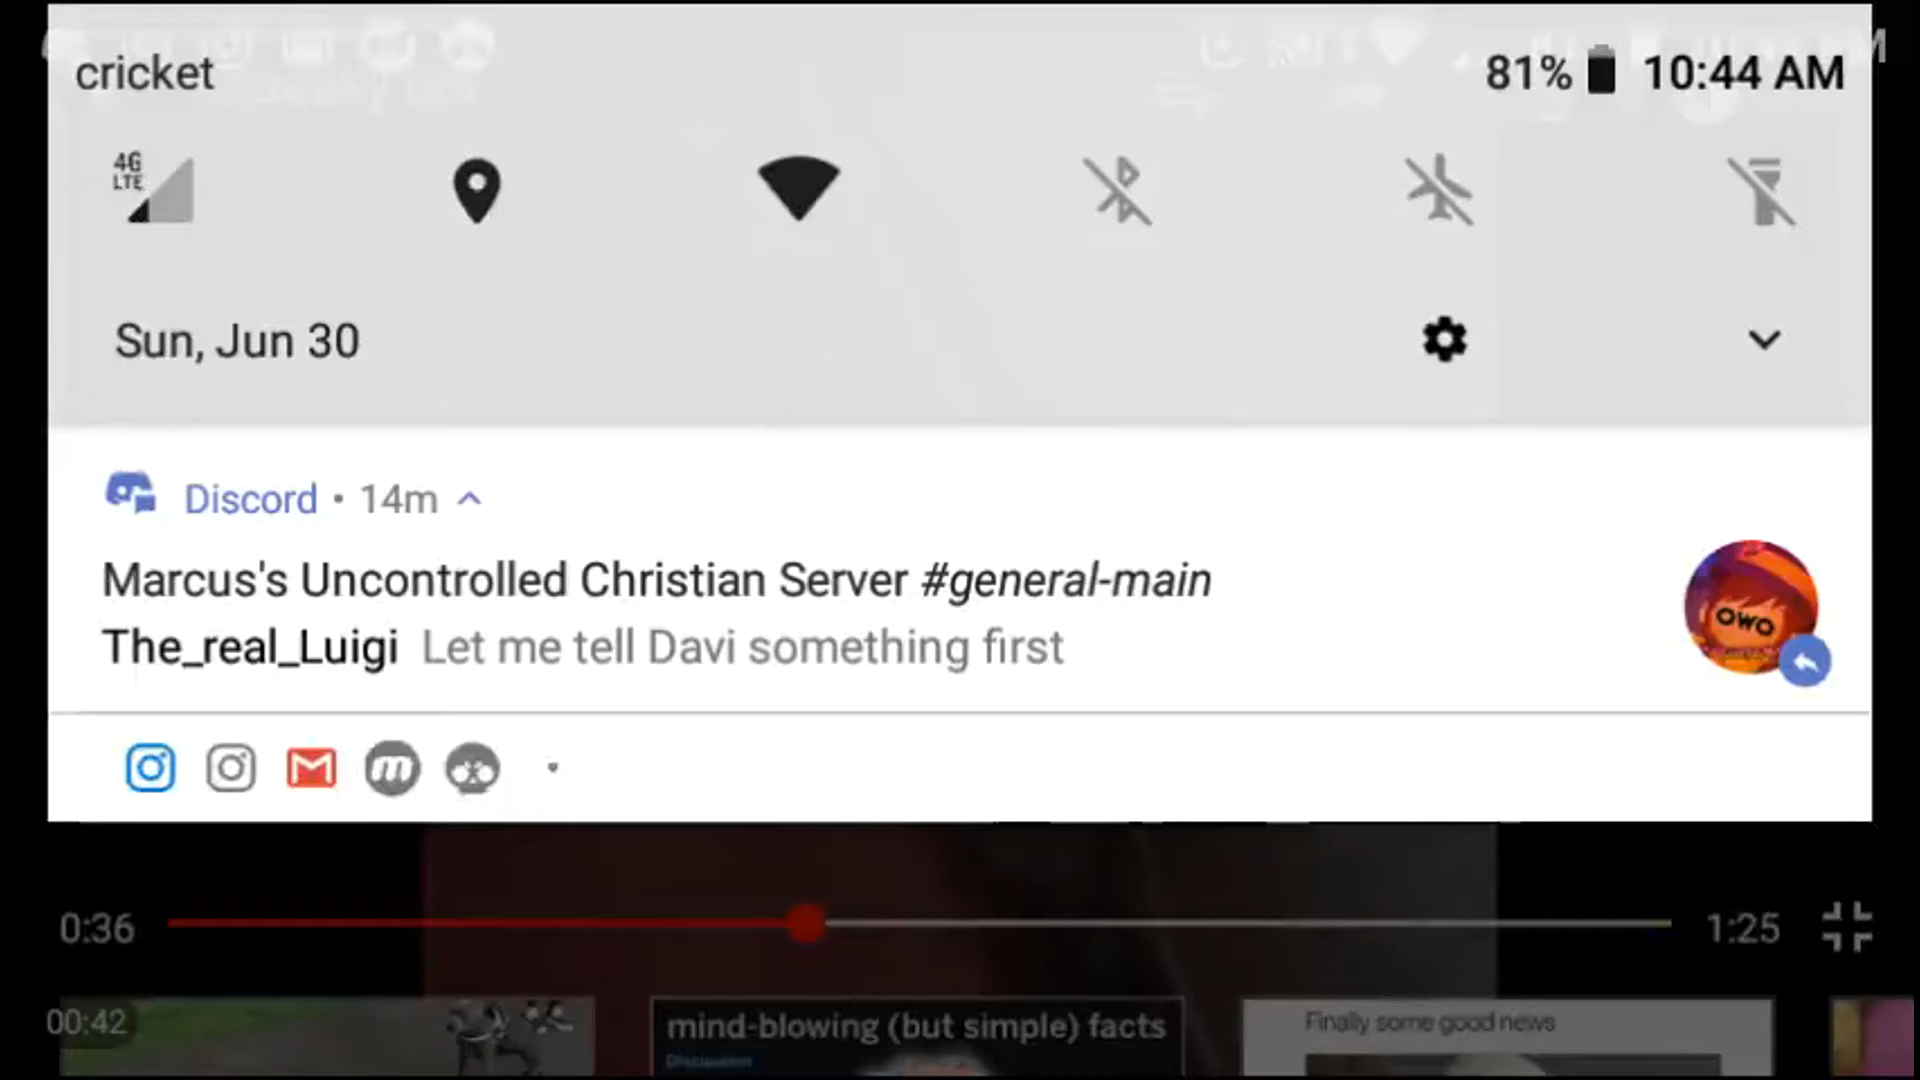 cricket
81% 10:44 AM
4G
LTE
Sun, Jun 30
Discord • 14m
Marcus's Uncontrolled Christian Server #general-main
The_real_Luigi Let me tell Davi something first
OWO
0:36
1:25
00:42
mind-blowing (but simple) facts
Discussion
Finally some good news